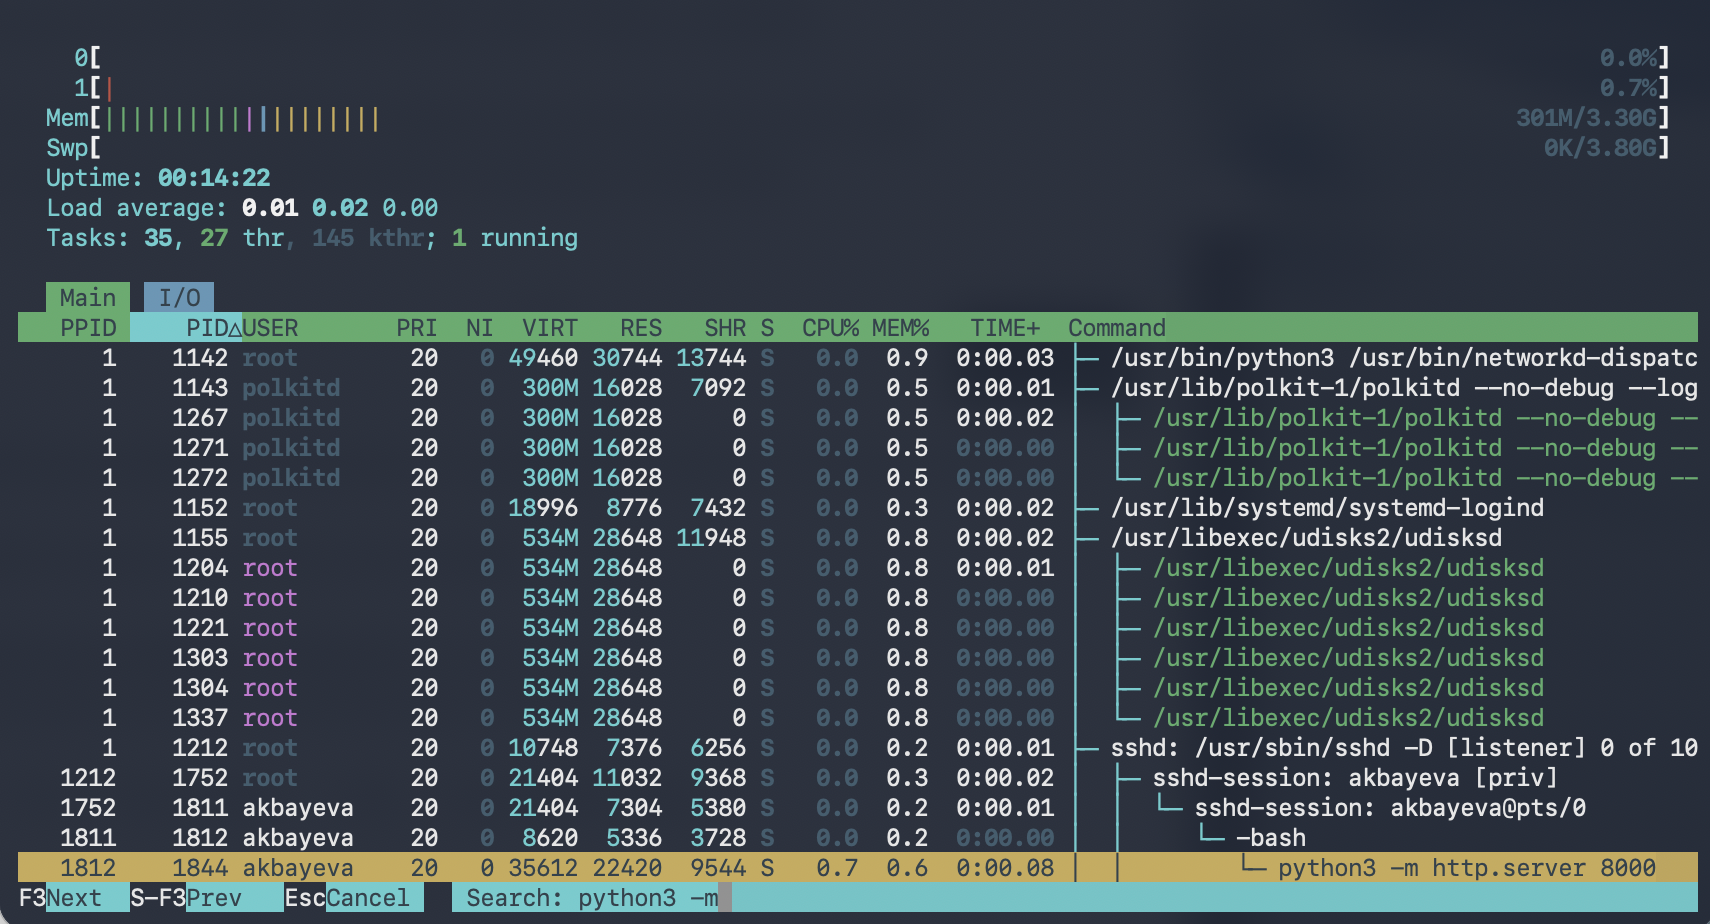 0[ 0.0%]
1[| 0.7%]
Mem[|||||||||||||||||||| 301M/3.30G]
Swp[ 0K/3.80G]
Uptime: 00:14:22
Load average: 0.01 0.02 0.00
Tasks: 35, 27 thr, 145 kthr; 1 running
Main I/O
PPID PID△USER PRI NI VIRT RES SHR S CPU% MEM% TIME+ Command
1 1142 root 20 0 49460 30744 13744 S 0.0 0.9 0:00.03 ├─ /usr/bin/python3 /usr/bin/networkd-dispatc
1 1143 polkitd 20 0 300M 16028 7092 S 0.0 0.5 0:00.01 ├─ /usr/lib/polkit-1/polkitd --no-debug --log
1 1267 polkitd 20 0 300M 16028 0 S 0.0 0.5 0:00.02 │ ├─ /usr/lib/polkit-1/polkitd --no-debug --
1 1271 polkitd 20 0 300M 16028 0 S 0.0 0.5 0:00.00 │ ├─ /usr/lib/polkit-1/polkitd --no-debug --
1 1272 polkitd 20 0 300M 16028 0 S 0.0 0.5 0:00.00 │ └─ /usr/lib/polkit-1/polkitd --no-debug --
1 1152 root 20 0 18996 8776 7432 S 0.0 0.3 0:00.02 ├─ /usr/lib/systemd/systemd-logind
1 1155 root 20 0 534M 28648 11948 S 0.0 0.8 0:00.02 ├─ /usr/libexec/udisks2/udisksd
1 1204 root 20 0 534M 28648 0 S 0.0 0.8 0:00.01 │ ├─ /usr/libexec/udisks2/udisksd
1 1210 root 20 0 534M 28648 0 S 0.0 0.8 0:00.00 │ ├─ /usr/libexec/udisks2/udisksd
1 1221 root 20 0 534M 28648 0 S 0.0 0.8 0:00.00 │ ├─ /usr/libexec/udisks2/udisksd
1 1303 root 20 0 534M 28648 0 S 0.0 0.8 0:00.00 │ ├─ /usr/libexec/udisks2/udisksd
1 1304 root 20 0 534M 28648 0 S 0.0 0.8 0:00.00 │ ├─ /usr/libexec/udisks2/udisksd
1 1337 root 20 0 534M 28648 0 S 0.0 0.8 0:00.00 │ └─ /usr/libexec/udisks2/udisksd
1 1212 root 20 0 10748 7376 6256 S 0.0 0.2 0:00.01 ├─ sshd: /usr/sbin/sshd -D [listener] 0 of 10
1212 1752 root 20 0 21404 11032 9368 S 0.0 0.3 0:00.02 │ ├─ sshd-session: akbayeva [priv]
1752 1811 akbayeva 20 0 21404 7304 5380 S 0.0 0.2 0:00.01 │ │ └─ sshd-session: akbayeva@pts/0
1811 1812 akbayeva 20 0 8620 5336 3728 S 0.0 0.2 0:00.00 │ │ └─ -bash
1812 1844 akbayeva 20 0 35612 22420 9544 S 0.7 0.6 0:00.08 │ │ └─ python3 -m http.server 8000
F3Next S-F3Prev EscCancel Search: python3 -m